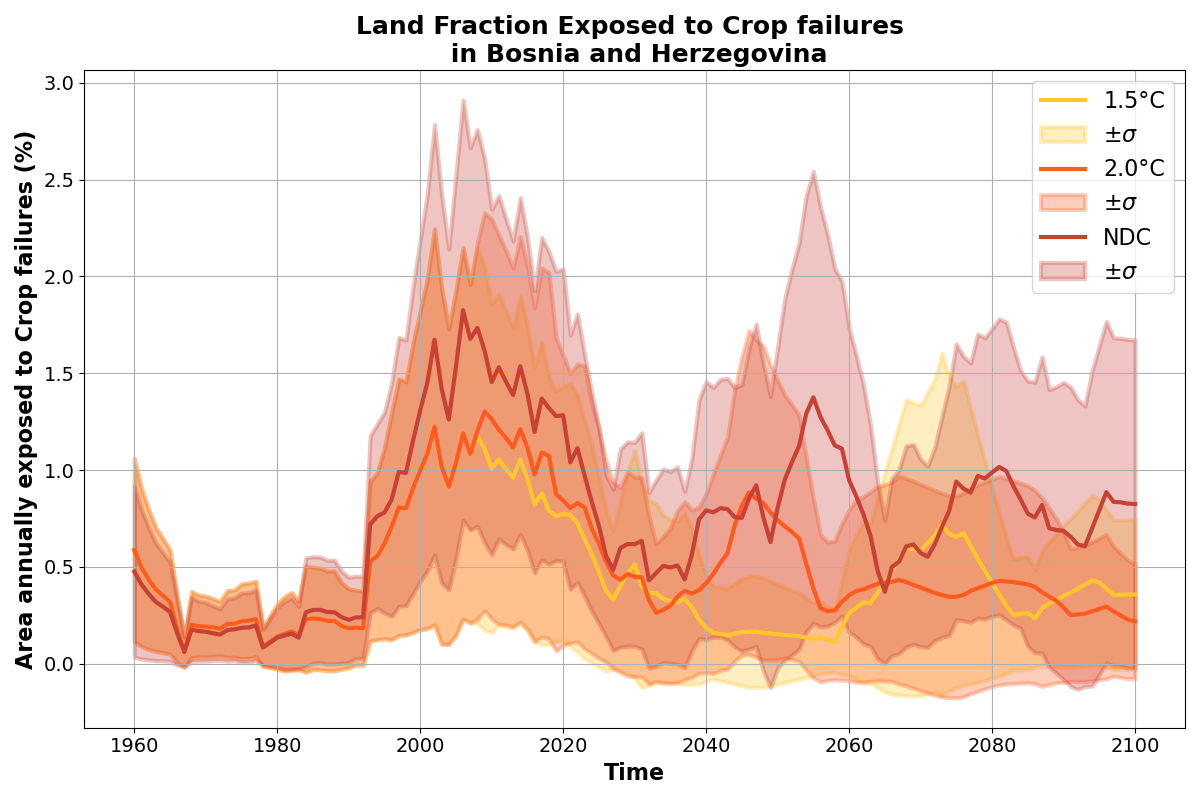 Land Fraction Exposed to Crop failures
in Bosnia and Herzegovina
Area annually exposed to Crop failures (%)
3.0
2.5
2.0
1.5
1.0
0.5
0.0
1.5°C
±σ
2.0°C
±σ
NDC
±σ
1960 1980 2000 2020 2040 2060 2080 2100
Time